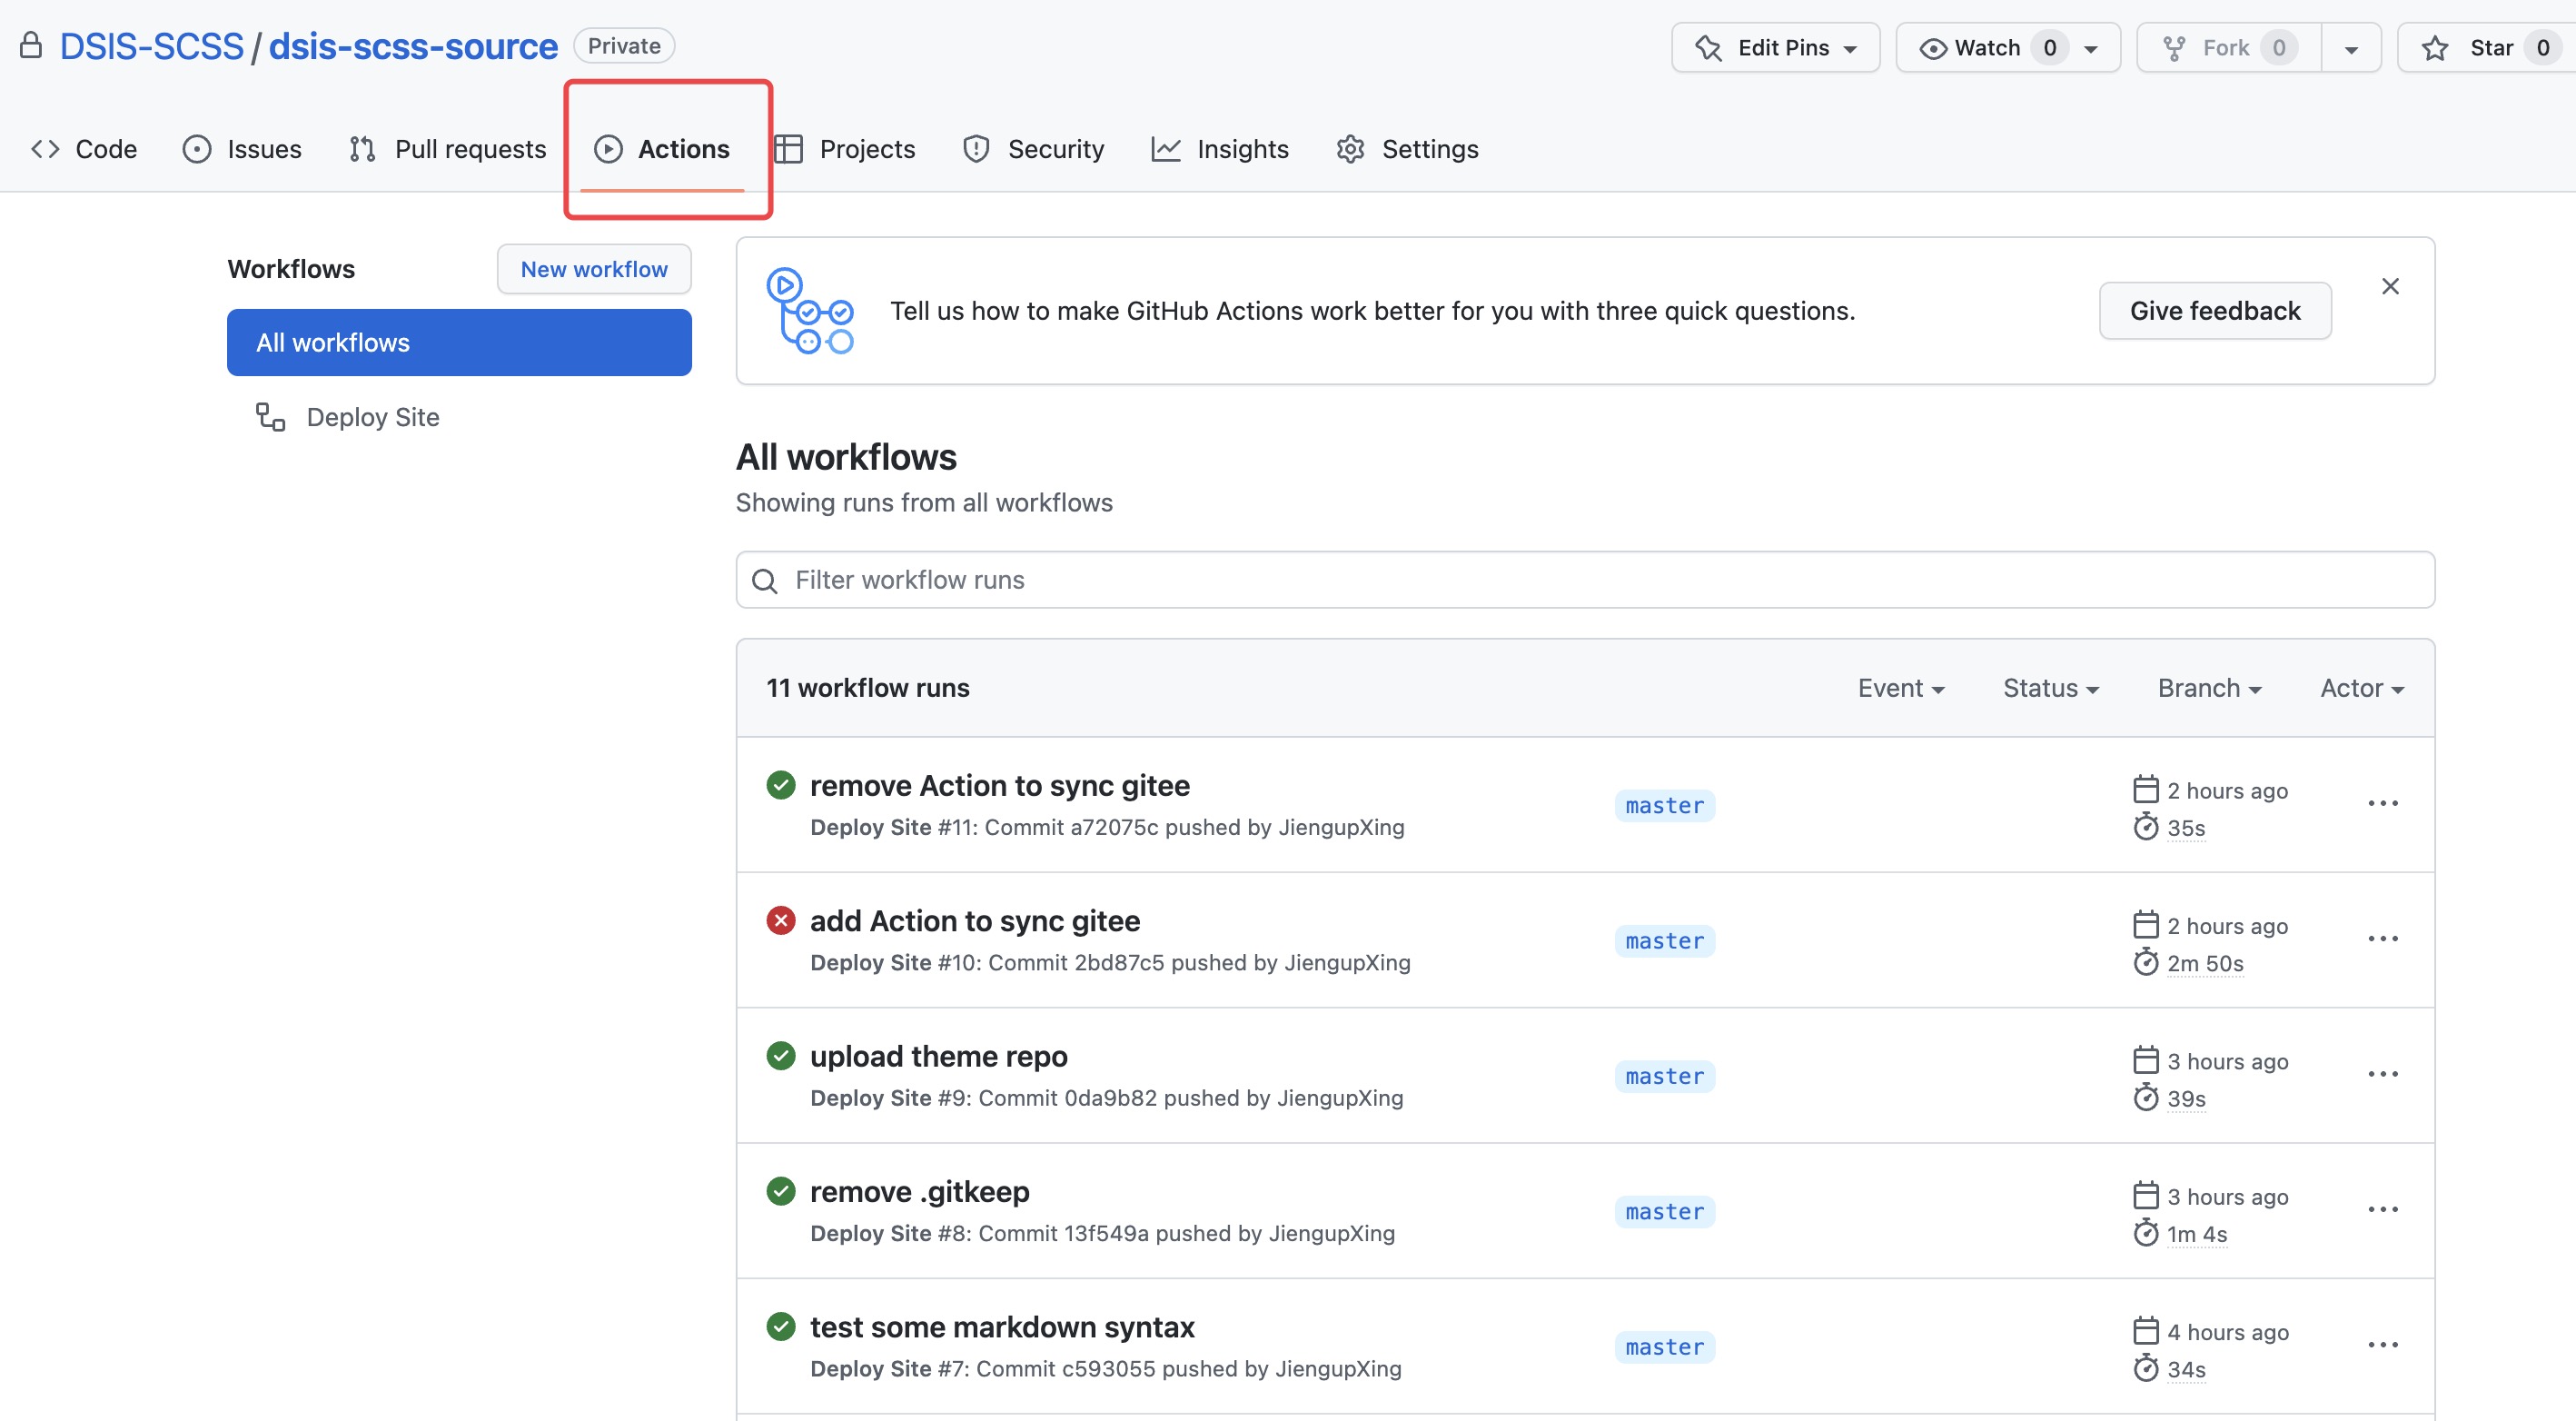 DSIS-SCSS / dsis-scss-source Private Edit Pins Watch 0 Fork 0 Star 0
Code Issues Pull requests Actions Projects Security Insights Settings
Workflows New workflow
All workflows
Deploy Site
Tell us how to make GitHub Actions work better for you with three quick questions. Give feedback
All workflows
Showing runs from all workflows
Filter workflow runs
11 workflow runs Event Status Branch Actor
remove Action to sync gitee
Deploy Site #11: Commit a72075c pushed by JiengupXing
master
2 hours ago
35s
add Action to sync gitee
Deploy Site #10: Commit 2bd87c5 pushed by JiengupXing
master
2 hours ago
2m 50s
upload theme repo
Deploy Site #9: Commit 0da9b82 pushed by JiengupXing
master
3 hours ago
39s
remove .gitkeep
Deploy Site #8: Commit 13f549a pushed by JiengupXing
master
3 hours ago
1m 4s
test some markdown syntax
Deploy Site #7: Commit c593055 pushed by JiengupXing
master
4 hours ago
34s